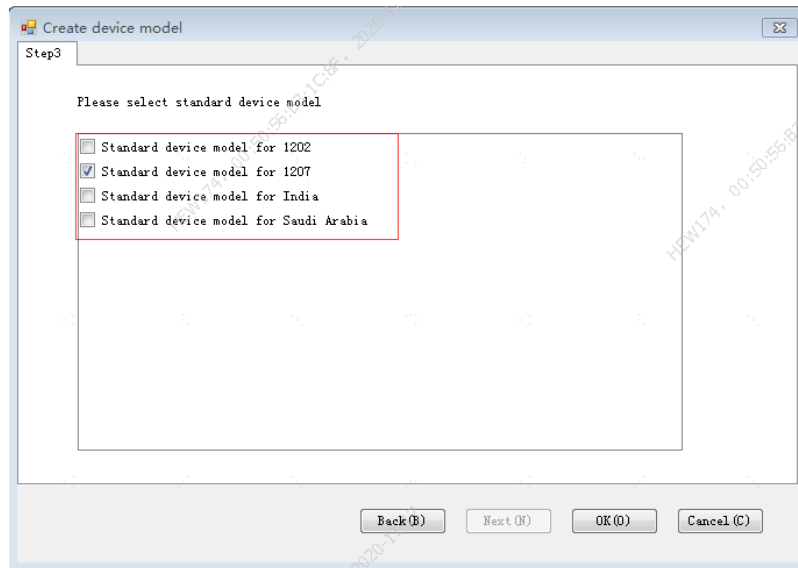 Create device model
Step3
Please select standard device model
Standard device model for 1202
Standard device model for 1207
Standard device model for India
Standard device model for Saudi Arabia
Back(B)
Next(N)
OK(O)
Cancel(C)